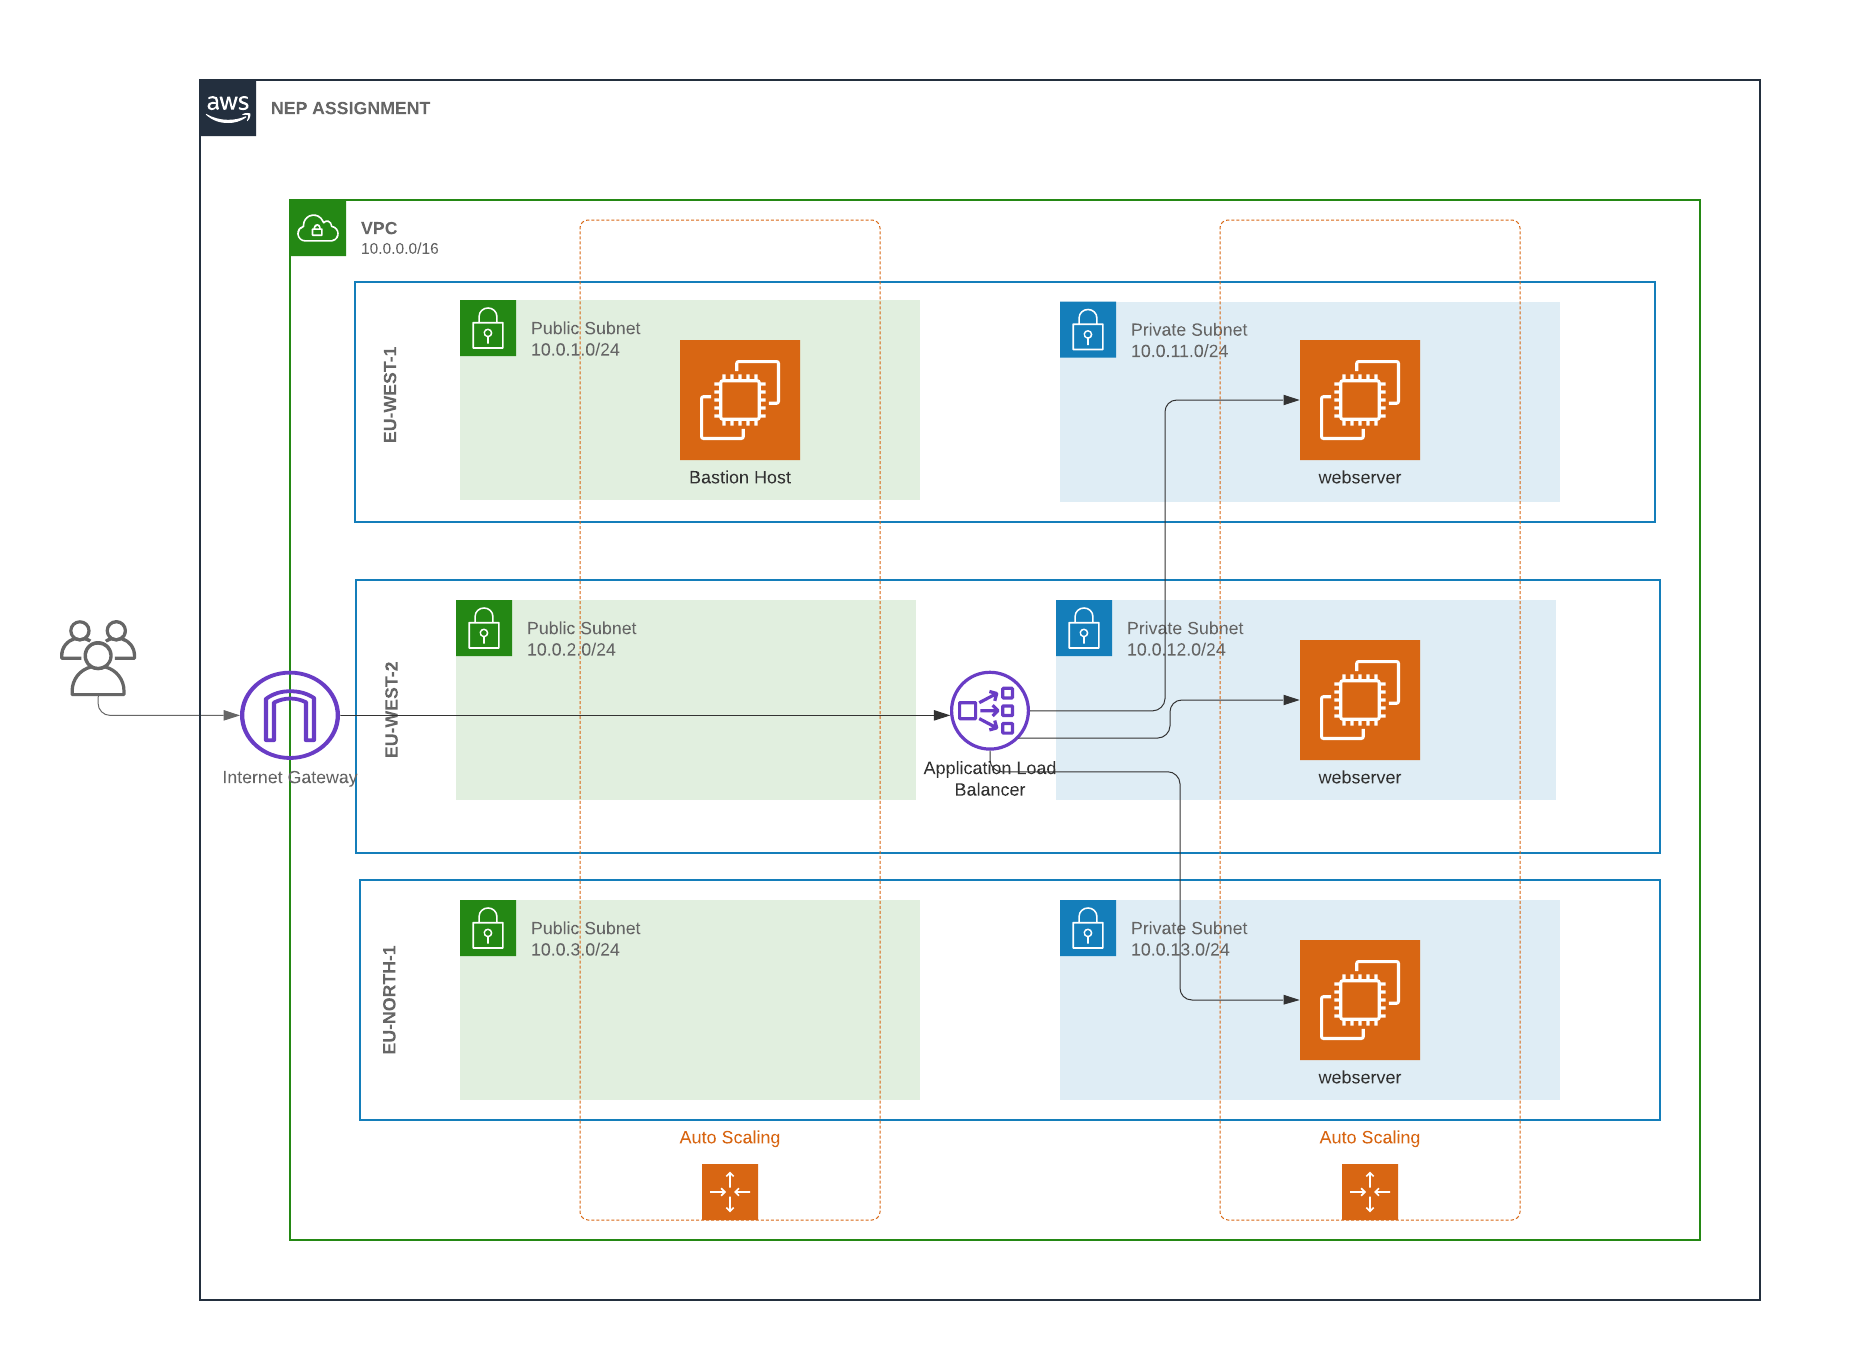 aws
NEP ASSIGNMENT
VPC
10.0.0.0/16
EU-WEST-1
Public Subnet
10.0.1.0/24
Bastion Host
Private Subnet
10.0.11.0/24
webserver
EU-WEST-2
Public Subnet
10.0.2.0/24
Private Subnet
10.0.12.0/24
webserver
Internet Gateway
Application Load
Balancer
EU-NORTH-1
Public Subnet
10.0.3.0/24
Private Subnet
10.0.13.0/24
webserver
Auto Scaling
Auto Scaling